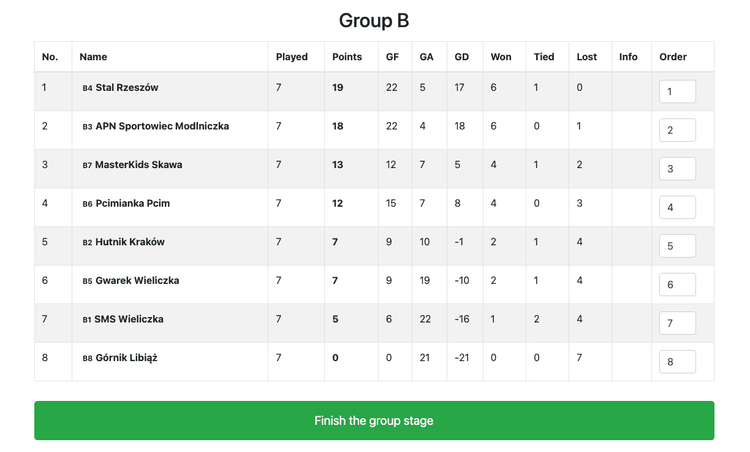 Group B
No. Name Played Points GF GA GD Won Tied Lost Info Order
1 B4 Stal Rzeszów 7 19 22 5 17 6 1 0 1
2 B3 APN Sportowiec Modlniczka 7 18 22 4 18 6 0 1 2
3 B7 MasterKids Skawa 7 13 12 7 5 4 1 2 3
4 B6 Pcimianka Pcim 7 12 15 7 8 4 0 3 4
5 B2 Hutnik Kraków 7 7 9 10 -1 2 1 4 5
6 B5 Gwarek Wieliczka 7 7 9 19 -10 2 1 4 6
7 B1 SMS Wieliczka 7 5 6 22 -16 1 2 4 7
8 B8 Górnik Libiąż 7 0 0 21 -21 0 0 7 8
Finish the group stage